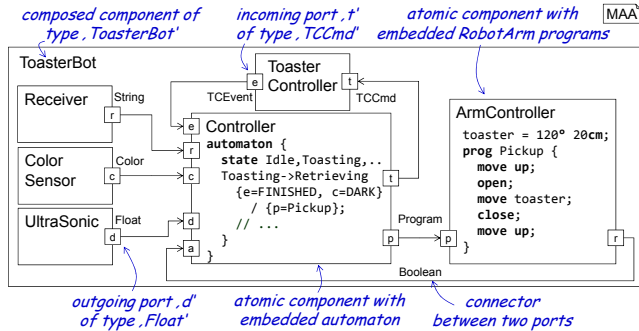 composed component of
type ‚ToasterBot'
incoming port ‚t'
of type ‚TCCmd'
atomic component with
embedded RobotArm programs
MAA
ToasterBot
Toaster
Controller
e
t
TCEvent
TCCmd
Receiver
r
String
Color
Sensor
c
Color
UltraSonic
d
Float
Controller
e
r
c
d
a
t
p
automaton {
state Idle,Toasting,..
Toasting->Retrieving
{e=FINISHED, c=DARK}
/ {p=Pickup};
// ...
}
}
Program
ArmController
p
r
toaster = 120° 20cm;
prog Pickup {
move up;
open;
move toaster;
close;
move up;
}
Boolean
outgoing port ‚d'
of type ‚Float'
atomic component with
embedded automaton
connector
between two ports